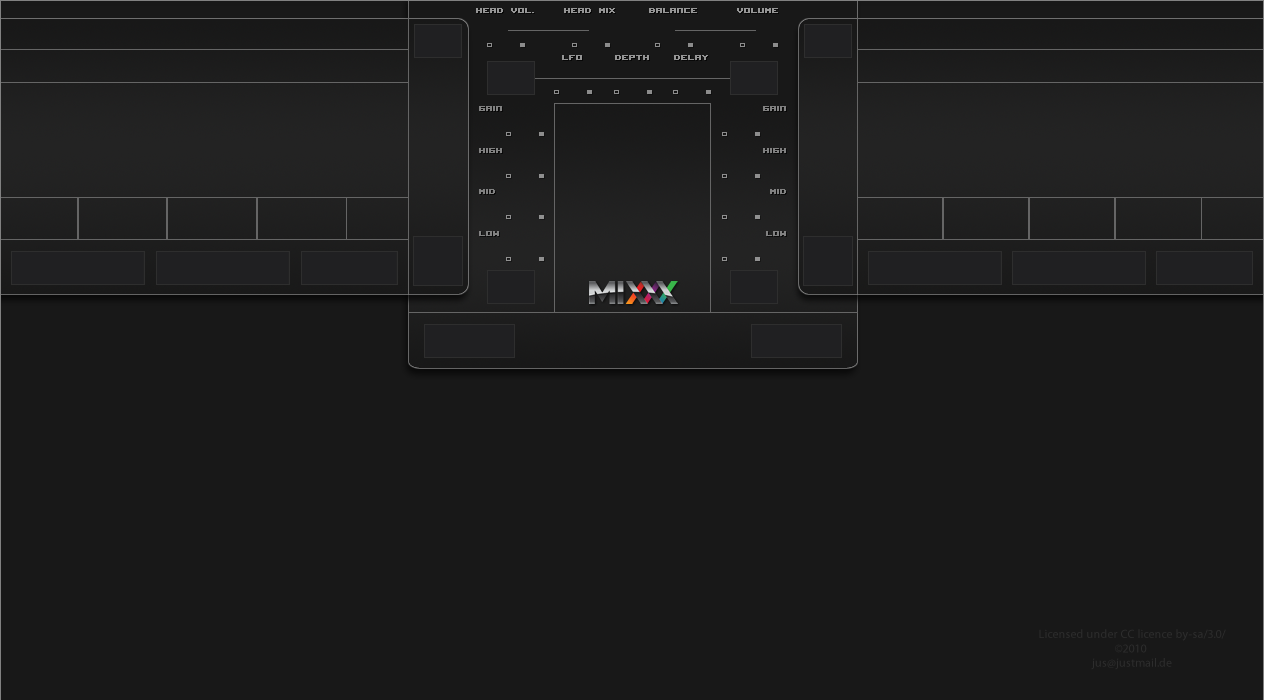 HEAD VOL. HEAD MIX BALANCE VOLUME
LFO DEPTH DELAY
GAIN GAIN
HIGH HIGH
MID MID
LOW LOW
MIXXX
Licensed under CC licence by-sa/3.0/
©2010
jus@justmail.de